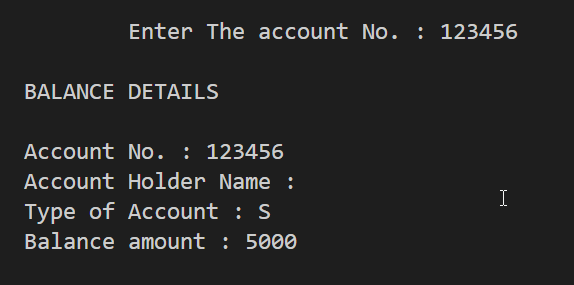 Enter The account No. : 123456
BALANCE DETAILS
Account No. : 123456
Account Holder Name :
Type of Account : S
Balance amount : 5000